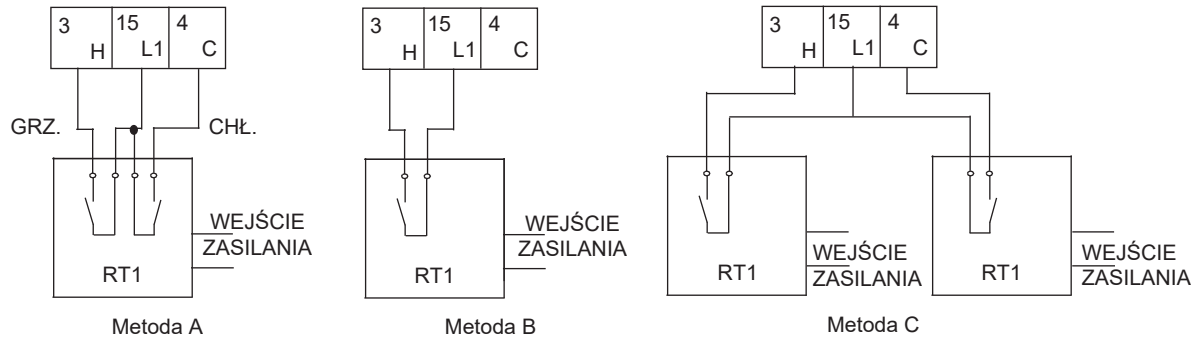 3 15 4
H L1 C
GRZ. CHŁ.
WEJŚCIE
ZASILANIA
RT1
Metoda A
3 15 4
H L1 C
WEJŚCIE
ZASILANIA
RT1
Metoda B
3 15 4
H L1 C
RT1
WEJŚCIE
ZASILANIA
RT1
WEJŚCIE
ZASILANIA
Metoda C